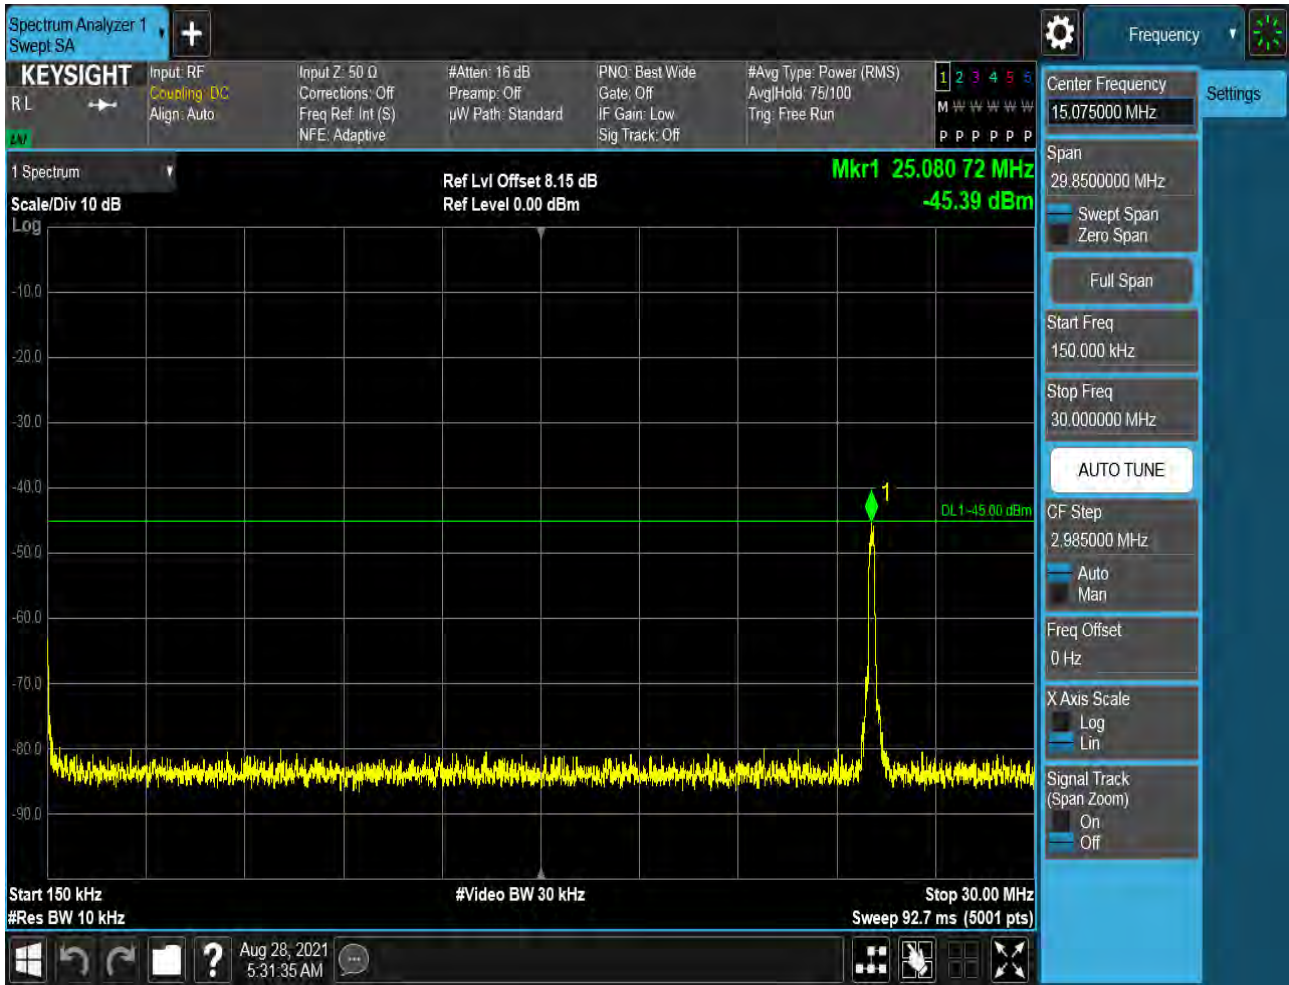 Spectrum Analyzer 1
Swept SA
Frequency
KEYSIGHT
R L
LNI
Input: RF
Coupling: DC
Align: Auto
Input Z: 50 Ω
Corrections: Off
Freq Ref: Int (S)
NFE: Adaptive
#Atten: 16 dB
Preamp: Off
µW Path: Standard
PNO: Best Wide
Gate: Off
IF Gain: Low
Sig Track: Off
#Avg Type: Power (RMS)
Avg|Hold: 75/100
Trig: Free Run
1 2 3 4 5 6
M W W W W W
P P P P P P
1 Spectrum
Scale/Div 10 dB
Log
Ref Lvl Offset 8.15 dB
Ref Level 0.00 dBm
Mkr1 25.080 72 MHz
-45.39 dBm
-10.0
-20.0
-30.0
-40.0
-50.0
-60.0
-70.0
-80.0
-90.0
1
DL1 -45.00 dBm
Start 150 kHz
#Res BW 10 kHz
#Video BW 30 kHz
Stop 30.00 MHz
Sweep 92.7 ms (5001 pts)
Aug 28, 2021
5:31:35 AM
Center Frequency
15.075000 MHz
Settings
Span
29.8500000 MHz
Swept Span
Zero Span
Full Span
Start Freq
150.000 kHz
Stop Freq
30.000000 MHz
AUTO TUNE
CF Step
2.985000 MHz
Auto
Man
Freq Offset
0 Hz
X Axis Scale
Log
Lin
Signal Track
(Span Zoom)
On
Off